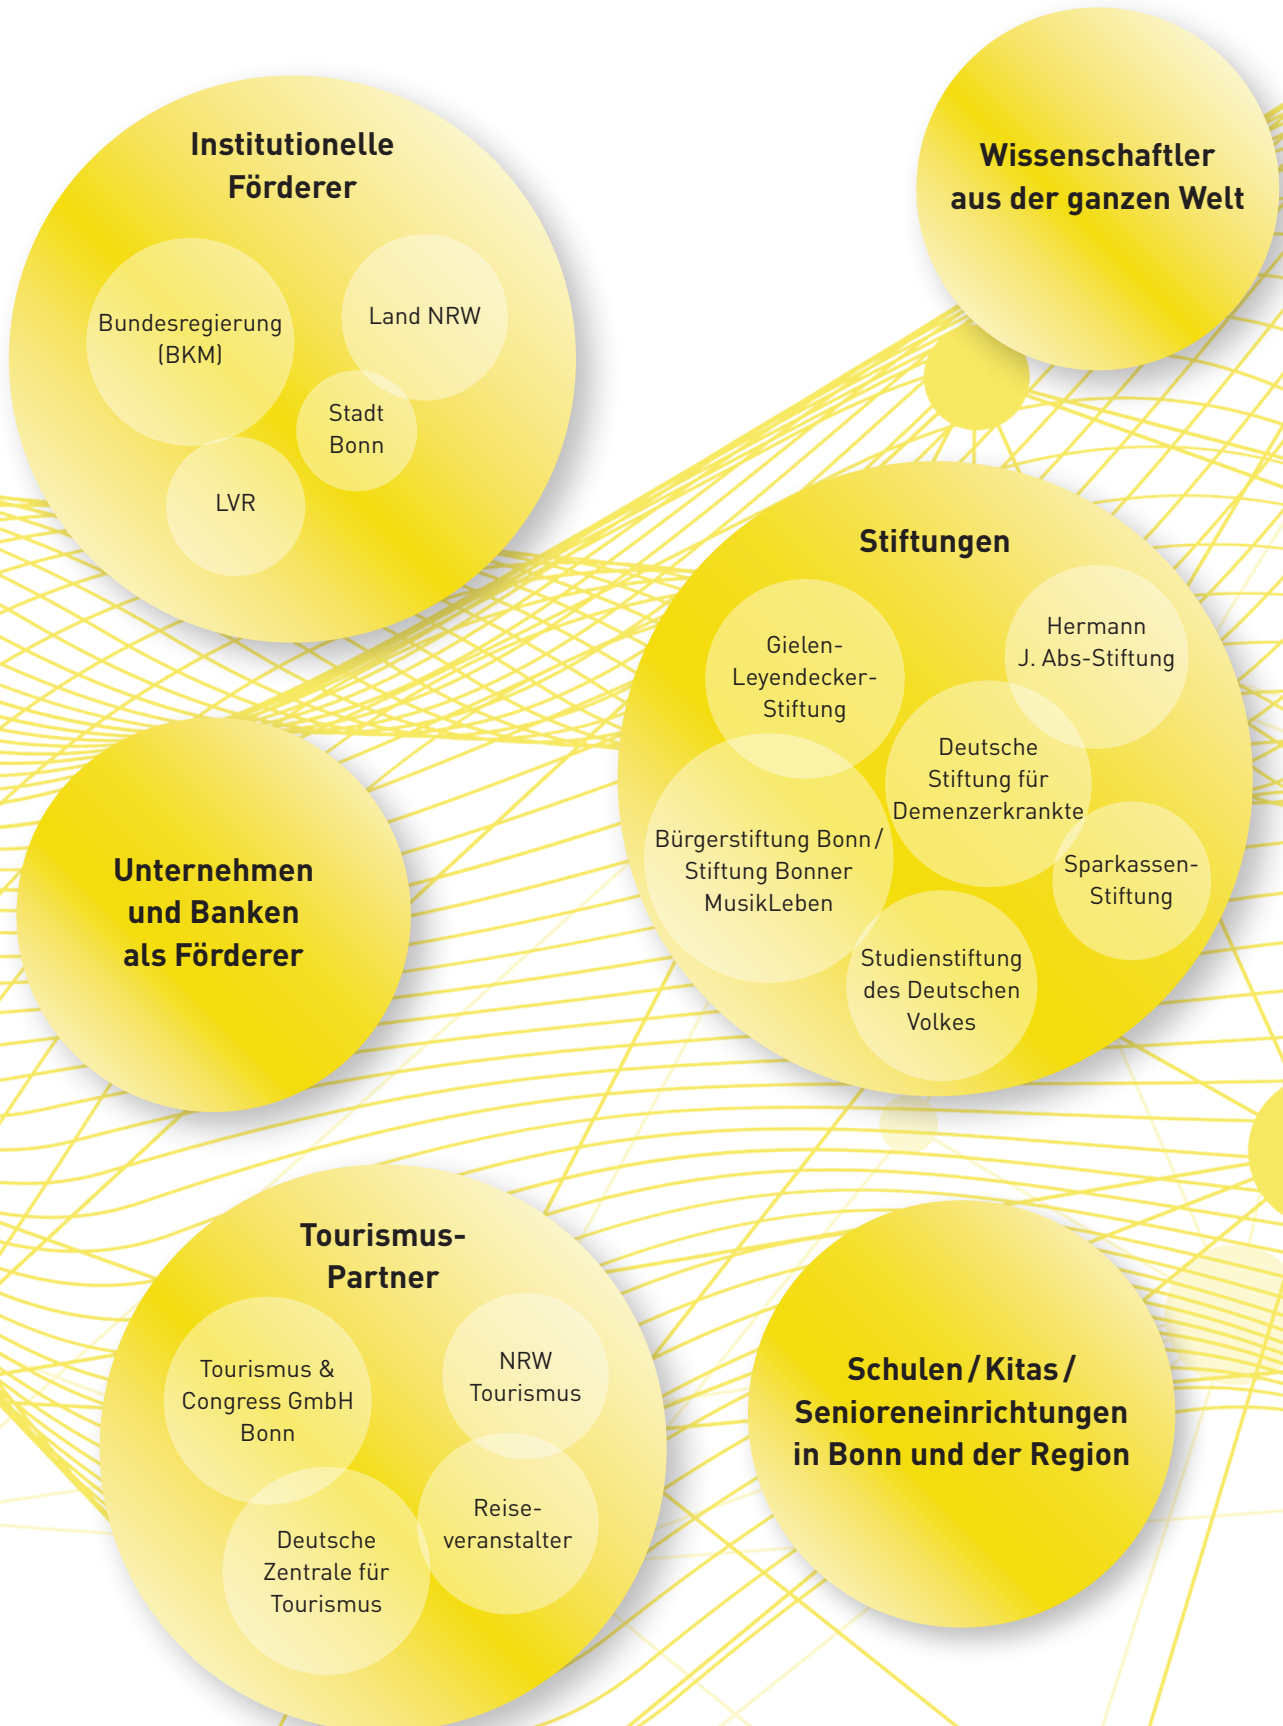 Institutionelle
Förderer
Bundesregierung
(BKM)
Land NRW
Stadt
Bonn
LVR
Wissenschaftler
aus der ganzen Welt
Stiftungen
Gielen-
Leyendecker-
Stiftung
Hermann
J. Abs-Stiftung
Deutsche
Stiftung für
Demenzerkrankte
Bürgerstiftung Bonn/
Stiftung Bonner
MusikLeben
Sparkassen-
Stiftung
Studienstiftung
des Deutschen
Volkes
Unternehmen
und Banken
als Förderer
Tourismus-
Partner
Tourismus &
Congress GmbH
Bonn
NRW
Tourismus
Reise-
veranstalter
Deutsche
Zentrale für
Tourismus
Schulen/Kitas/
Senioreneinrichtungen
in Bonn und der Region